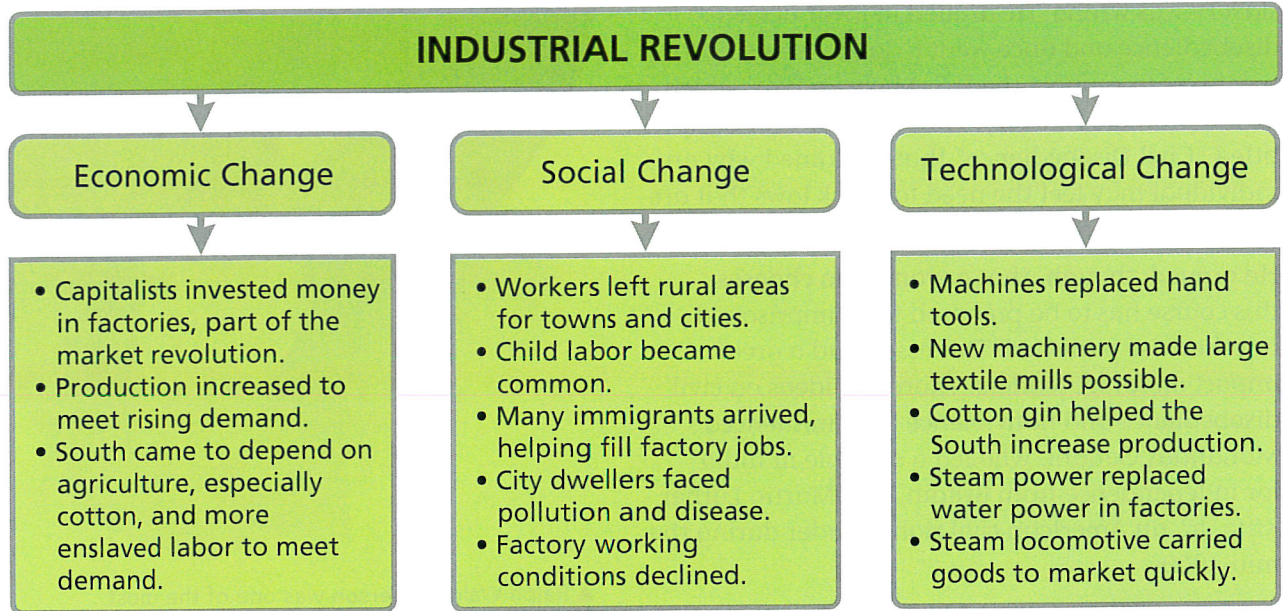 INDUSTRIAL REVOLUTION
Economic Change
• Capitalists invested money
in factories, part of the
market revolution.
• Production increased to
meet rising demand.
• South came to depend on
agriculture, especially
cotton, and more
enslaved labor to meet
demand.
Social Change
• Workers left rural areas
for towns and cities.
• Child labor became
common.
• Many immigrants arrived,
helping fill factory jobs.
• City dwellers faced
pollution and disease.
• Factory working
conditions declined.
Technological Change
• Machines replaced hand
tools.
• New machinery made large
textile mills possible.
• Cotton gin helped the
South increase production.
• Steam power replaced
water power in factories.
• Steam locomotive carried
goods to market quickly.